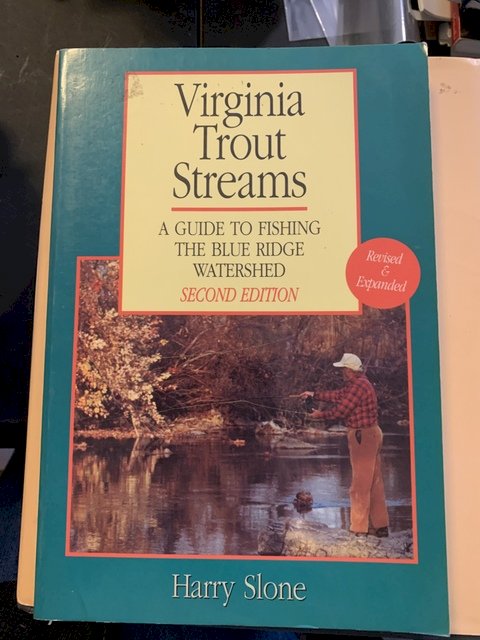 Virginia
Trout
Streams
A GUIDE TO FISHING
THE BLUE RIDGE
WATERSHED
SECOND EDITION
Revised
&
Expanded
Harry Slone